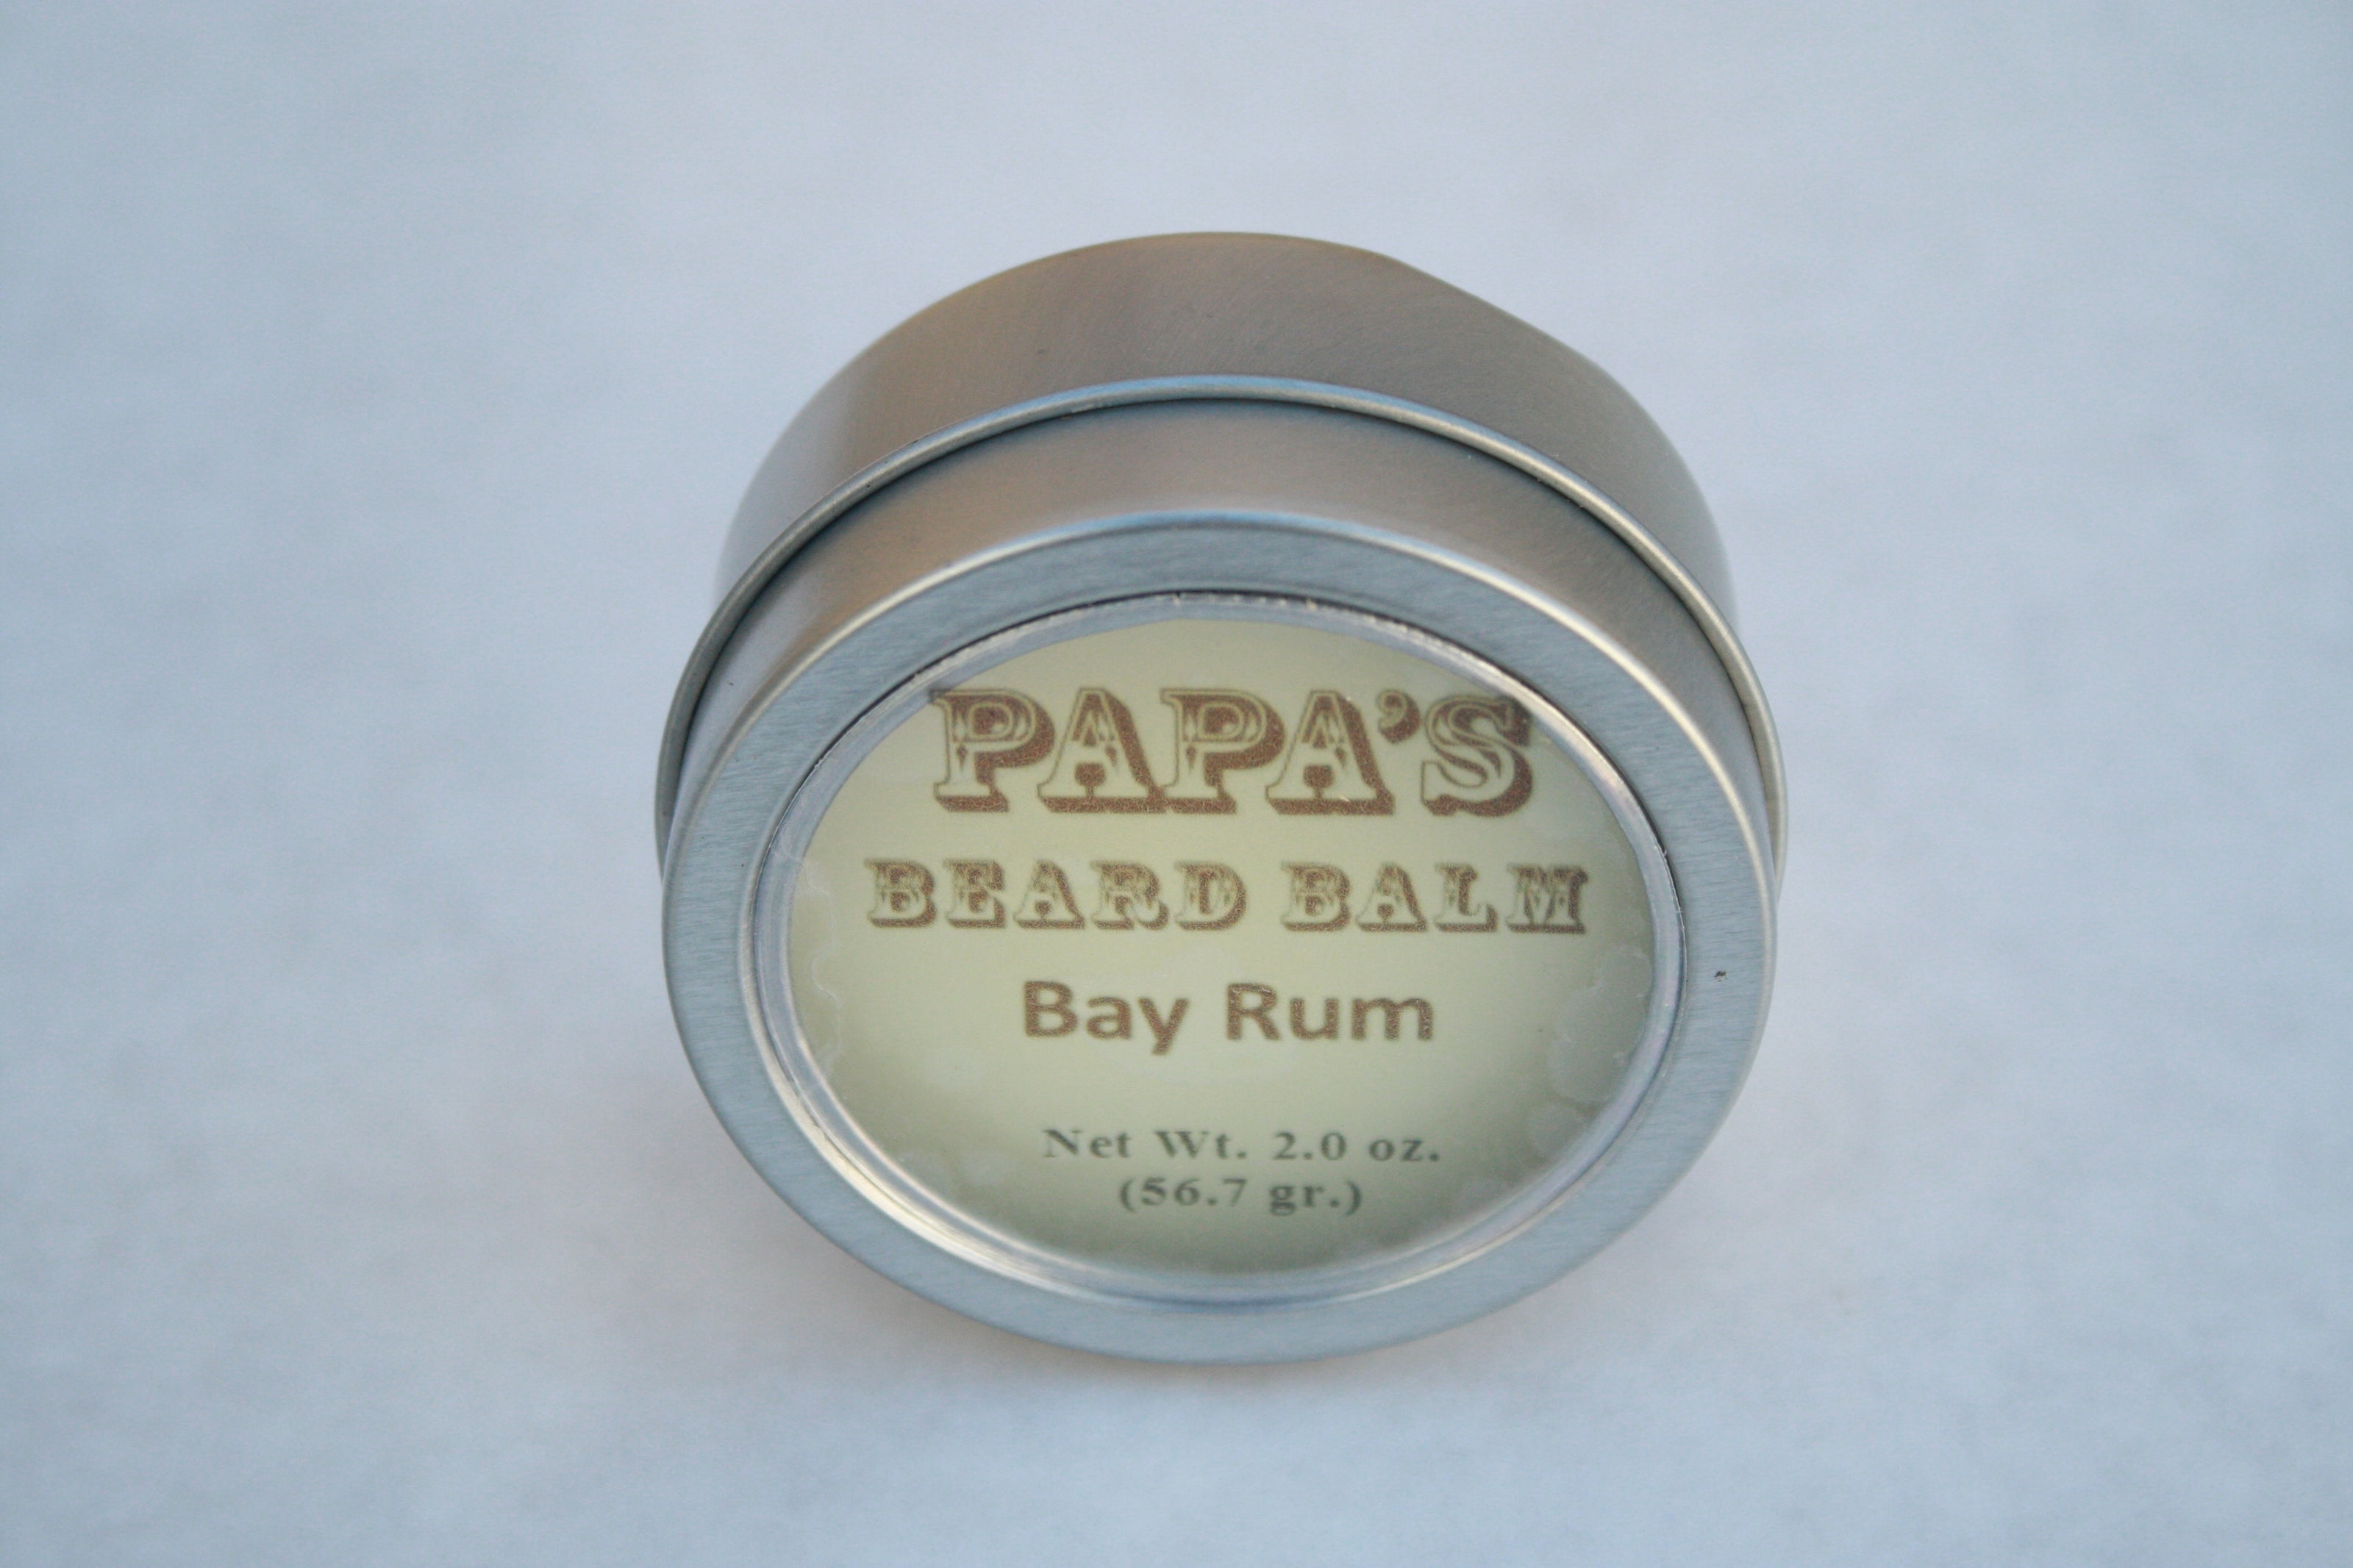 PAPA'S
BEARD BALM
Bay Rum
Net Wt. 2.0 oz.
(56.7 gr.)